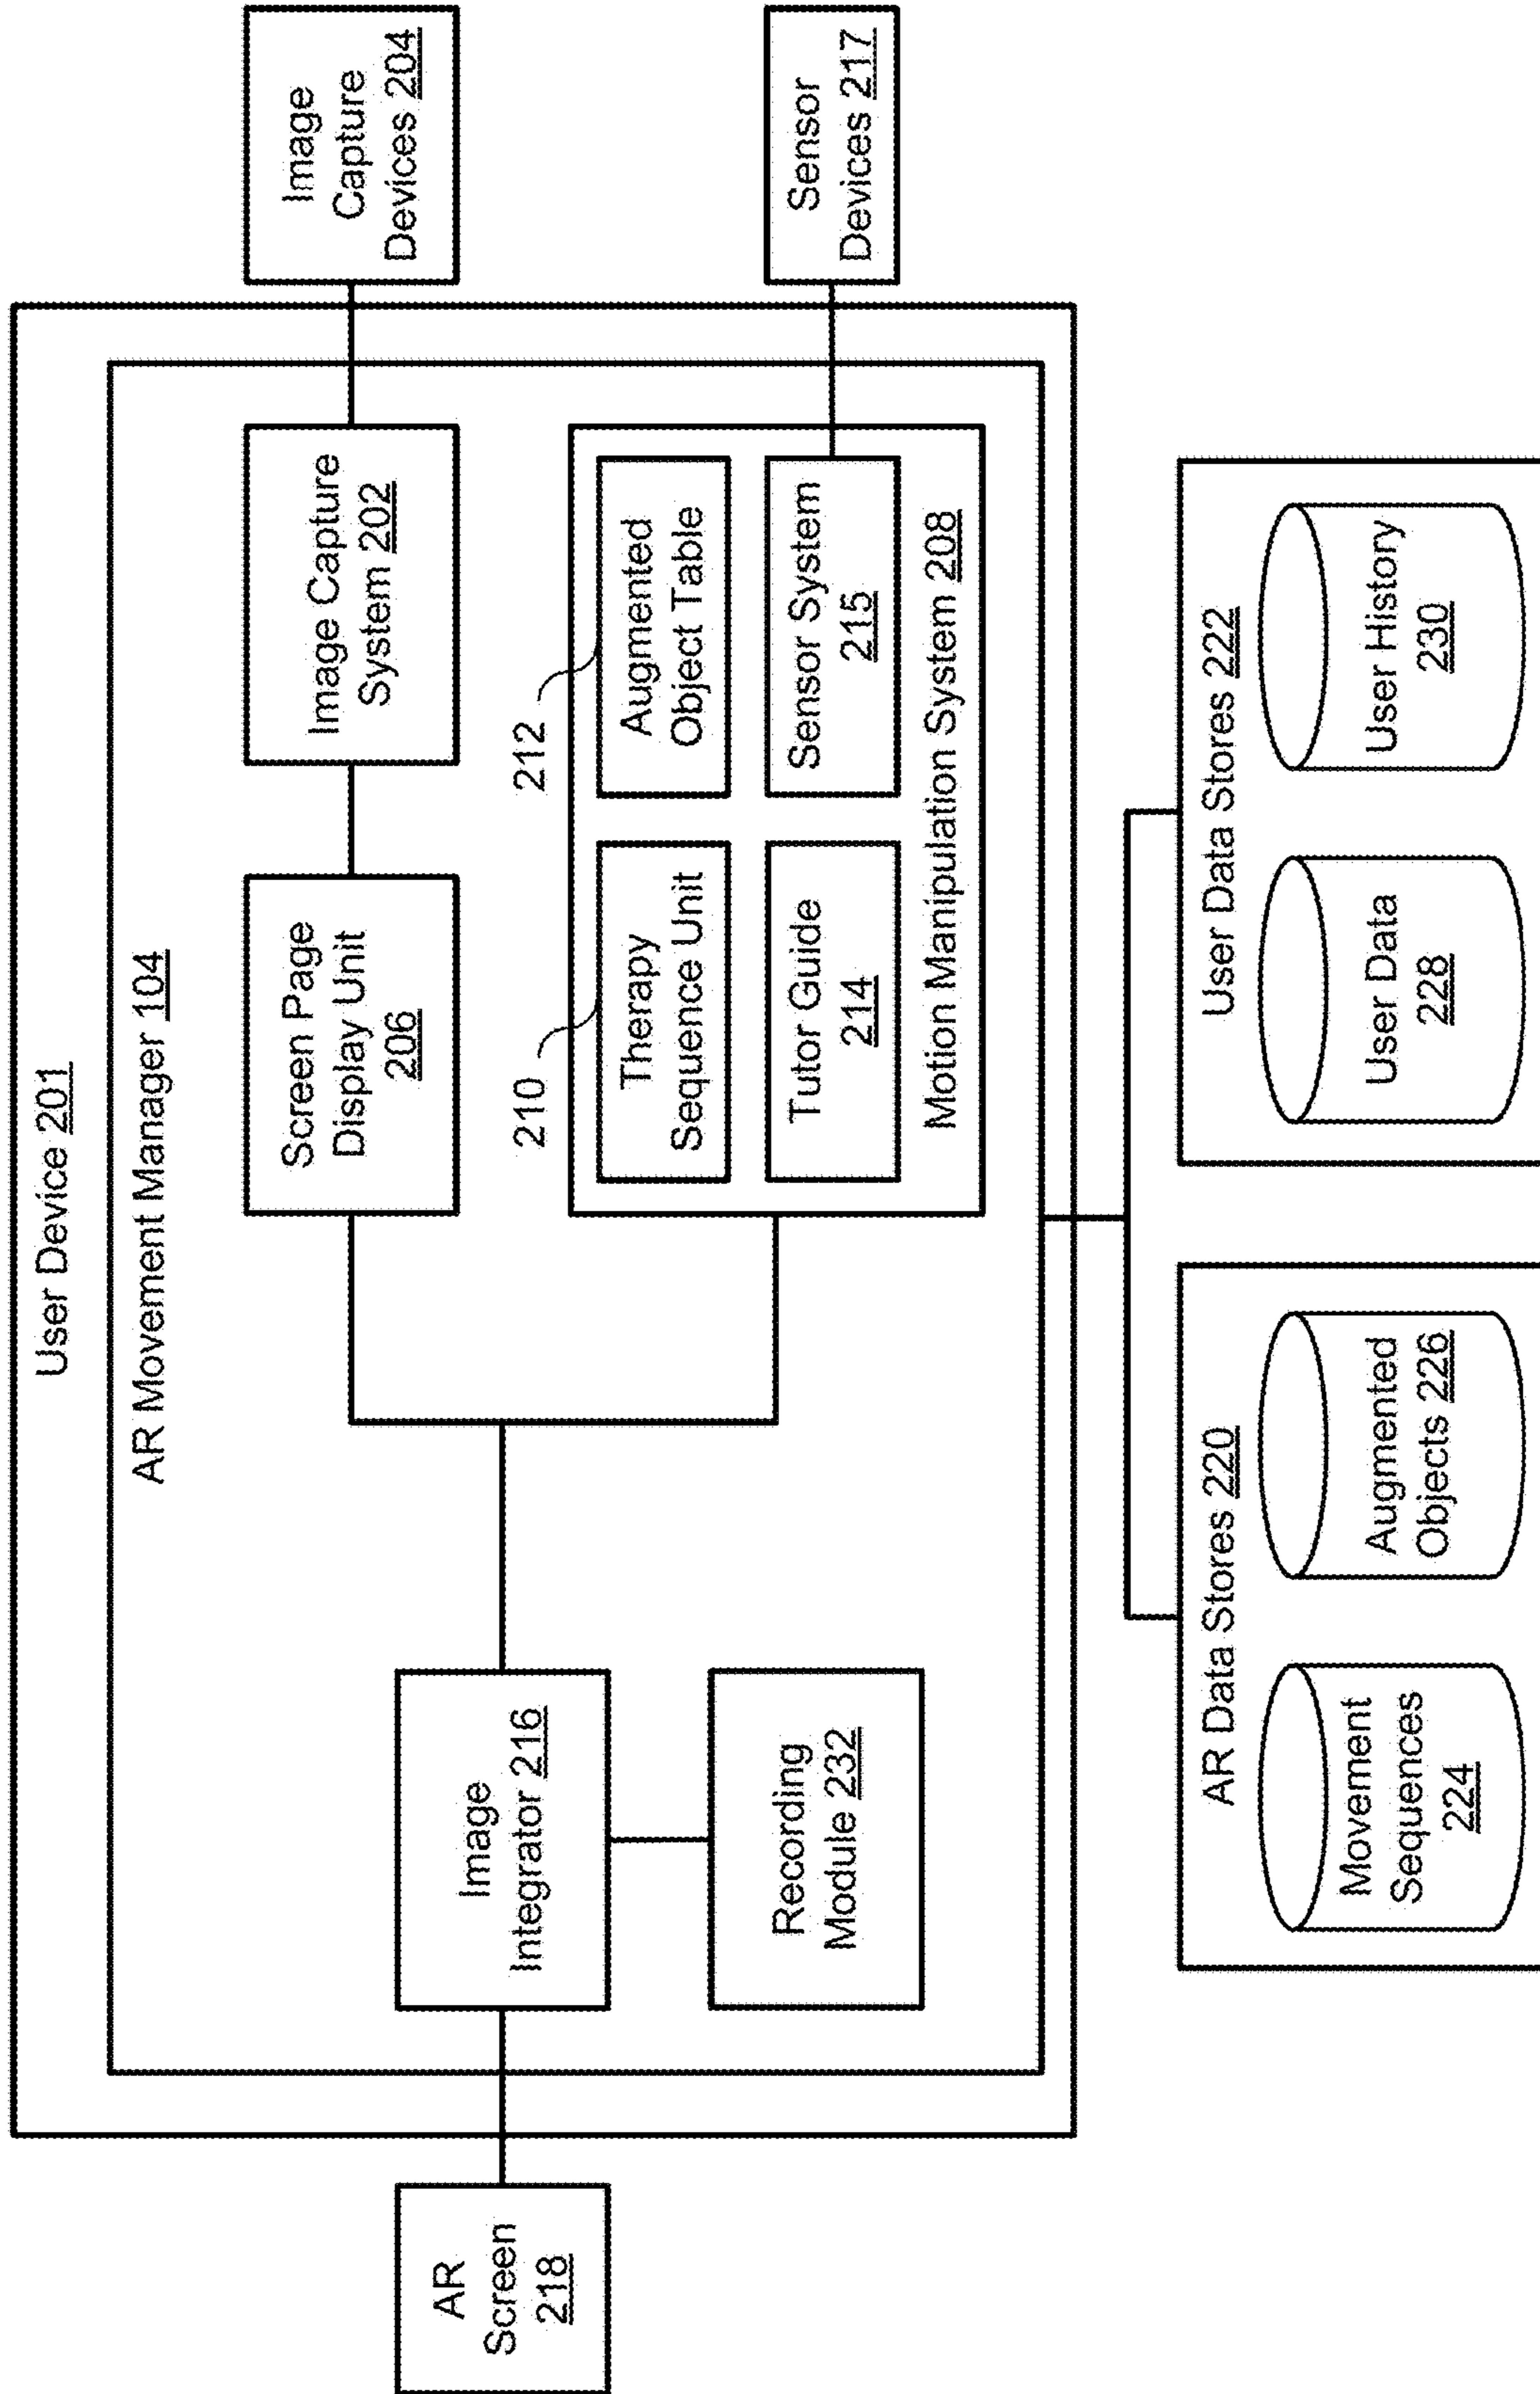 User Device 201
AR Movement Manager 104
AR
Screen
218
Image
Integrator 216
Recording
Module 232
Screen Page
Display Unit
206
Image Capture
System 202
Image
Capture
Devices 204
210
Therapy
Sequence Unit
212
Augmented
Object Table
Tutor Guide
214
Sensor System
215
Motion Manipulation System 208
Sensor
Devices 217
AR Data Stores 220
Movement
Sequences
224
Augmented
Objects 226
User Data Stores 222
User Data
228
User History
230